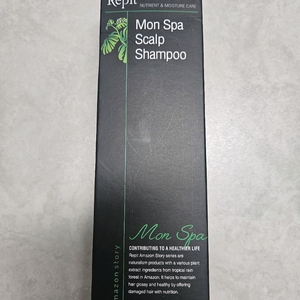 Repit
NUTRIENT & MOISTURE CARE
Mon Spa
Scalp
Shampoo
Mon Spa
CONTRIBUTING TO A HEALTHIER LIFE
Repit Amazon Story series are
naturalism products with a various plant
extract ingredients from tropical rain
forest in Amazon. It helps to maintain
hair glossy and healthy by offering
damaged hair with nutrition.
mazon story